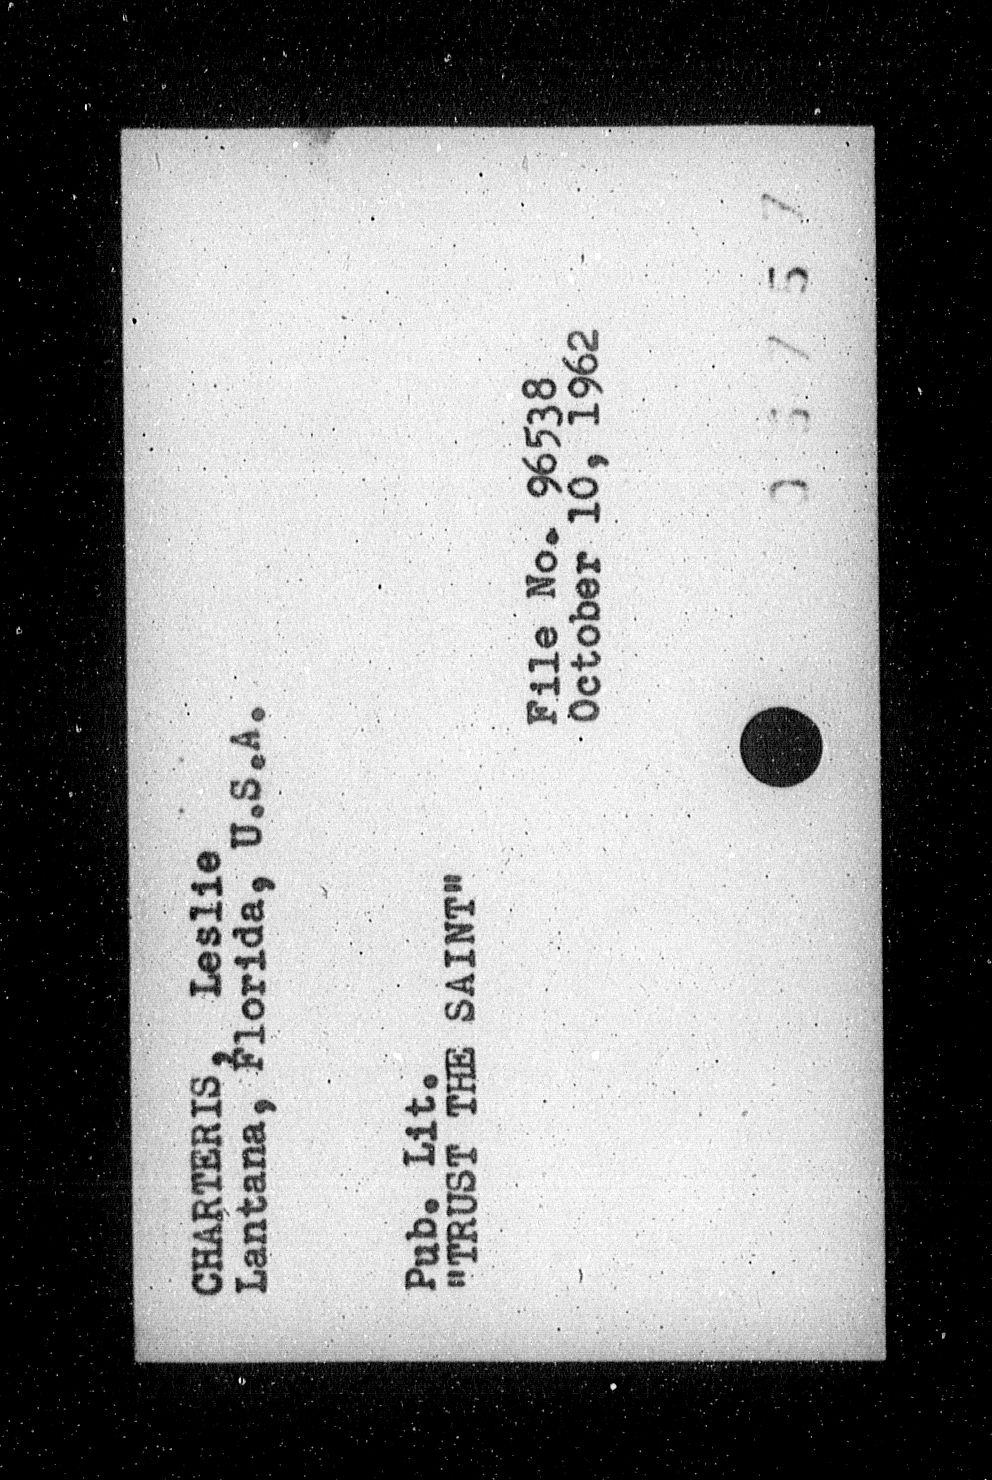 CHARTERIS, Leslie
Lantana, Florida, U.S.A.
Pub. Lit.
"TRUST THE SAINT"
File No. 96538
October 10, 1962